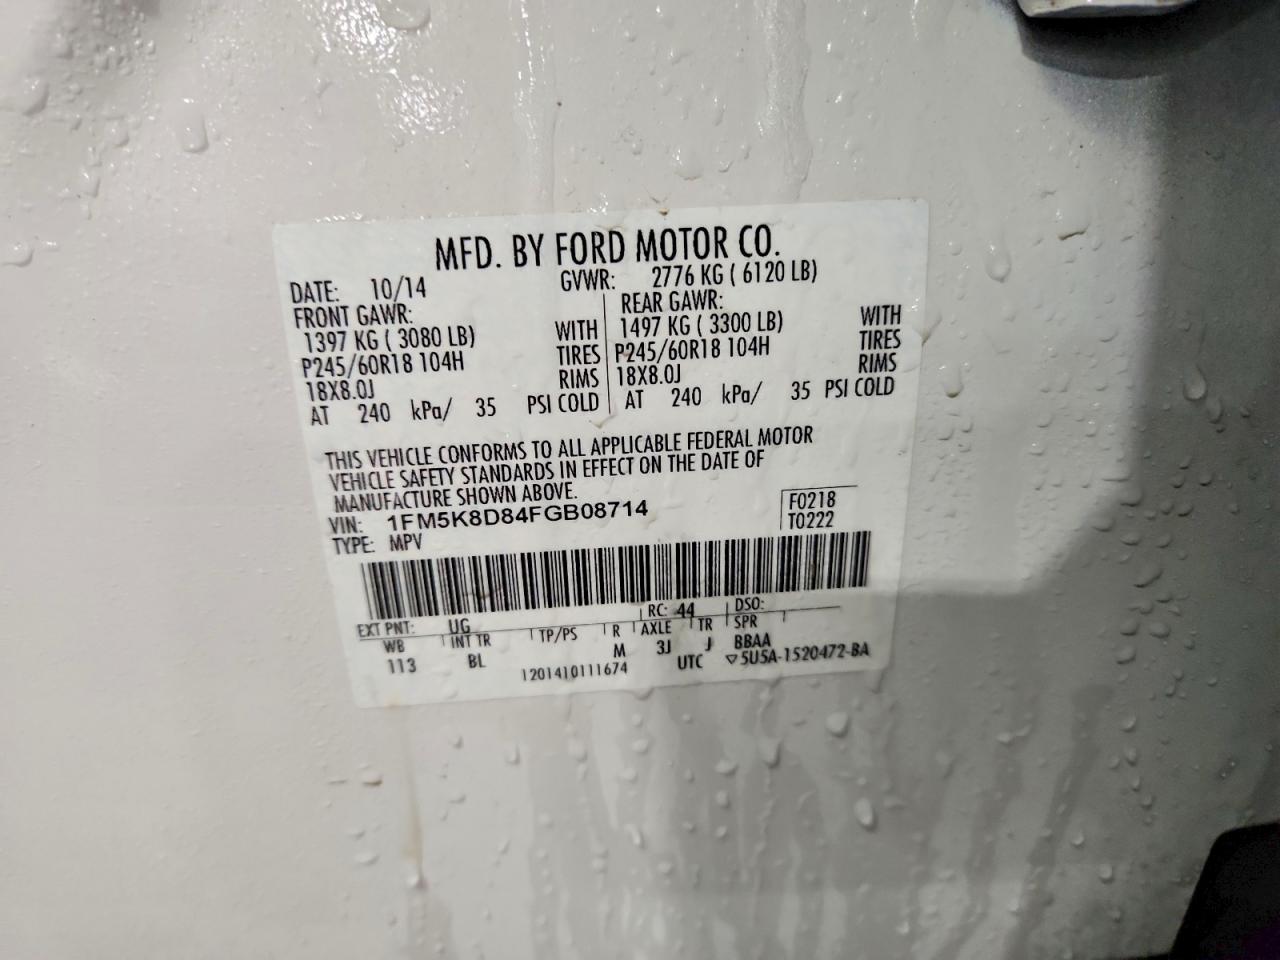 MFD. BY FORD MOTOR CO.
DATE: 10/14 GVWR: 2776 KG ( 6120 LB)
FRONT GAWR: REAR GAWR:
1397 KG ( 3080 LB) WITH 1497 KG ( 3300 LB) WITH
P245/60R18 104H TIRES P245/60R18 104H TIRES
18X8.0J RIMS 18X8.0J RIMS
AT 240 kPa/ 35 PSI COLD AT 240 kPa/ 35 PSI COLD
THIS VEHICLE CONFORMS TO ALL APPLICABLE FEDERAL MOTOR
VEHICLE SAFETY STANDARDS IN EFFECT ON THE DATE OF
MANUFACTURE SHOWN ABOVE.
VIN: 1FM5K8D84FGB08714 F0218
TYPE: MPV T0222
EXT PNT: UG RC: 44 DSO:
WB INT TR TP/PS R AXLE TR SPR
113 BL M 3J J BBAA
1201410111674 UTC ▽5U5A-1520472-BA